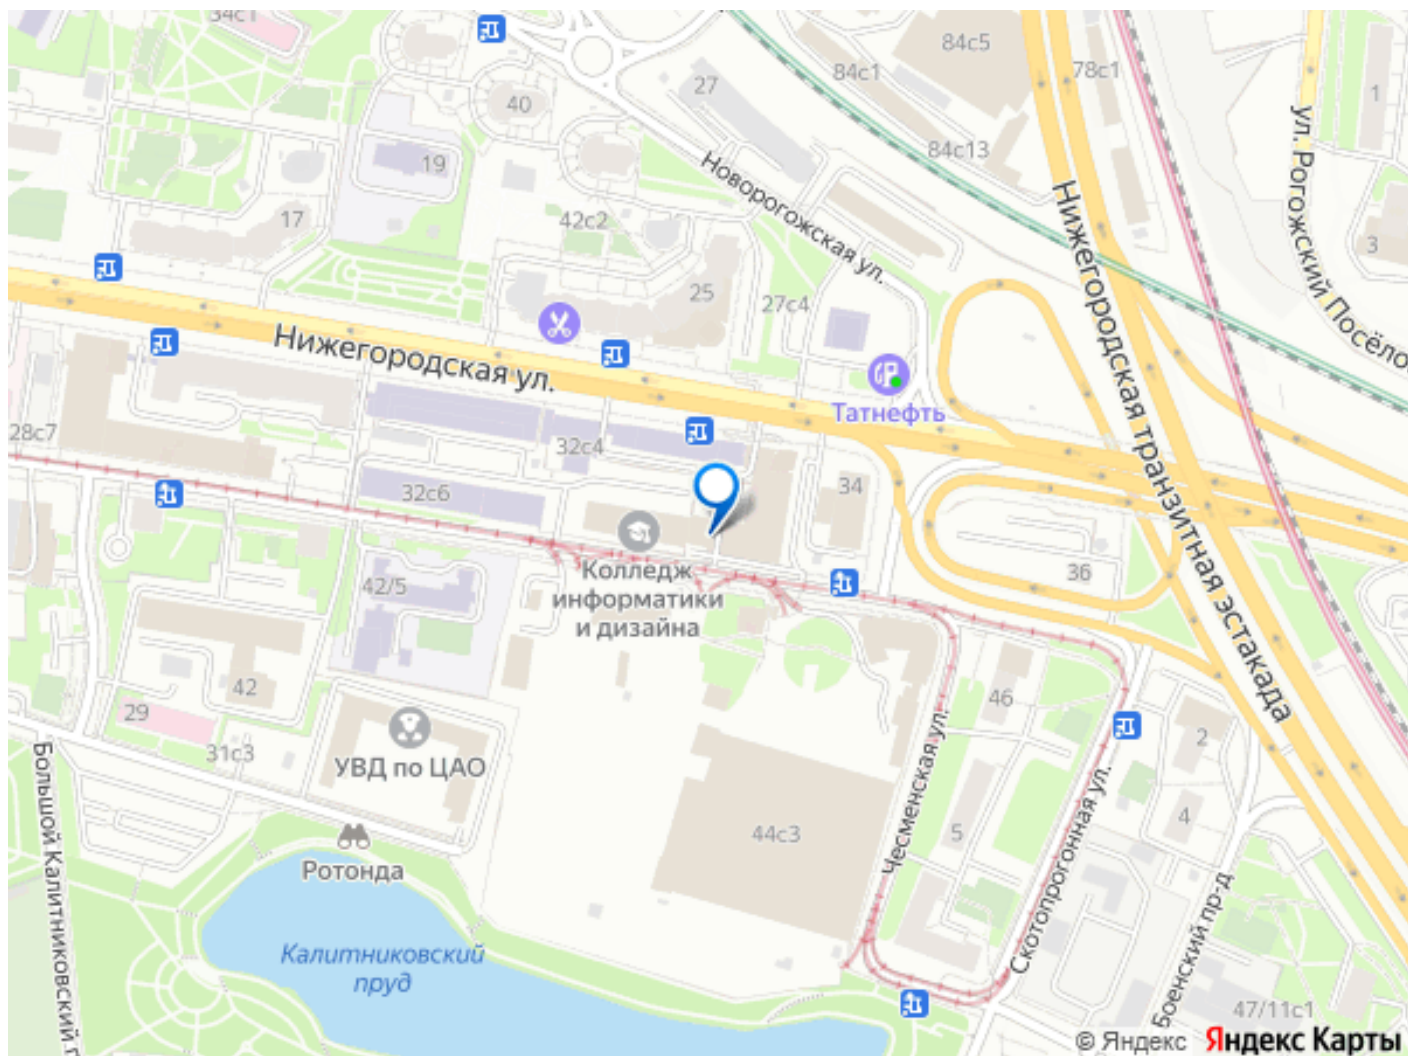 34с1
84с5
84с1
78с1
27
1
40
84с13
19
Новорогожская ул.
ул. Рогожский Посёло
17
42с2
Нижегородская транзитная эстакада
3
25
27с4
Нижегородская ул.
Татнефть
28с7
32с4
32с6
34
Колледж
информатики
и дизайна
42/5
36
42
46
29
31с3
УВД по ЦАО
2
Большой Калитниковский п
44с3
5
4
Чесменская ул.
Скотопрогонная ул.
Ротонда
Боенский пр-д
Калитниковский
пруд
47/11с1
© Яндекс Яндекс Карты